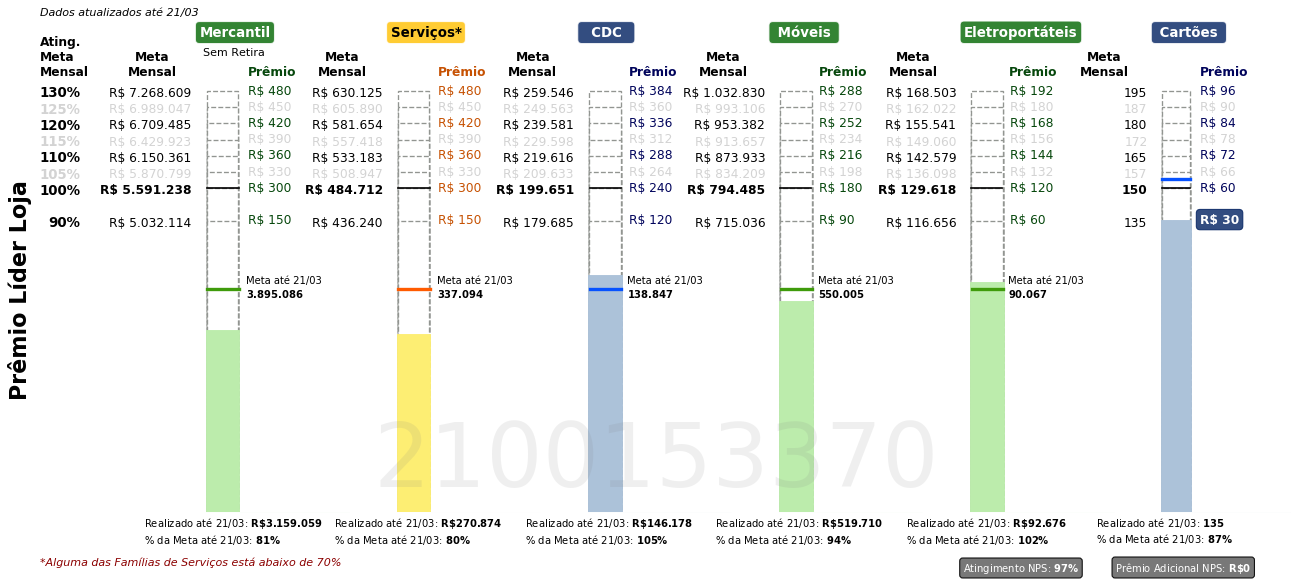 Dados atualizados até 21/03
Mercantil Serviços* CDC Móveis Eletroportáteis Cartões
Sem Retira
Ating. Meta Mensal Meta Mensal Prêmio Meta Mensal Prêmio Meta Mensal Prêmio Meta Mensal Prêmio Meta Mensal Prêmio Meta Mensal Prêmio
130% R$ 7.268.609 R$ 480 R$ 630.125 R$ 480 R$ 259.546 R$ 384 R$ 1.032.830 R$ 288 R$ 168.503 R$ 192 195 R$ 96
125% R$ 6.989.047 R$ 450 R$ 605.890 R$ 450 R$ 249.563 R$ 360 R$ 993.106 R$ 270 R$ 162.022 R$ 180 187 R$ 90
120% R$ 6.709.485 R$ 420 R$ 581.654 R$ 420 R$ 239.581 R$ 336 R$ 953.382 R$ 252 R$ 155.541 R$ 168 180 R$ 84
115% R$ 6.429.923 R$ 390 R$ 557.418 R$ 390 R$ 229.598 R$ 312 R$ 913.657 R$ 234 R$ 149.060 R$ 156 172 R$ 78
110% R$ 6.150.361 R$ 360 R$ 533.183 R$ 360 R$ 219.616 R$ 288 R$ 873.933 R$ 216 R$ 142.579 R$ 144 165 R$ 72
105% R$ 5.870.799 R$ 330 R$ 508.947 R$ 330 R$ 209.633 R$ 264 R$ 834.209 R$ 198 R$ 136.098 R$ 132 157 R$ 66
100% R$ 5.591.238 R$ 300 R$ 484.712 R$ 300 R$ 199.651 R$ 240 R$ 794.485 R$ 180 R$ 129.618 R$ 120 150 R$ 60
90% R$ 5.032.114 R$ 150 R$ 436.240 R$ 150 R$ 179.685 R$ 120 R$ 715.036 R$ 90 R$ 116.656 R$ 60 135 R$ 30
Prêmio Líder Loja
Meta até 21/03 Meta até 21/03 Meta até 21/03 Meta até 21/03 Meta até 21/03
3.895.086 337.094 138.847 550.005 90.067
2100153370
Realizado até 21/03: R$3.159.059 Realizado até 21/03: R$270.874 Realizado até 21/03: R$146.178 Realizado até 21/03: R$519.710 Realizado até 21/03: R$92.676 Realizado até 21/03: 135
% da Meta até 21/03: 81% % da Meta até 21/03: 80% % da Meta até 21/03: 105% % da Meta até 21/03: 94% % da Meta até 21/03: 102% % da Meta até 21/03: 87%
*Alguma das Famílias de Serviços está abaixo de 70% Atingimento NPS: 97% Prêmio Adicional NPS: R$0